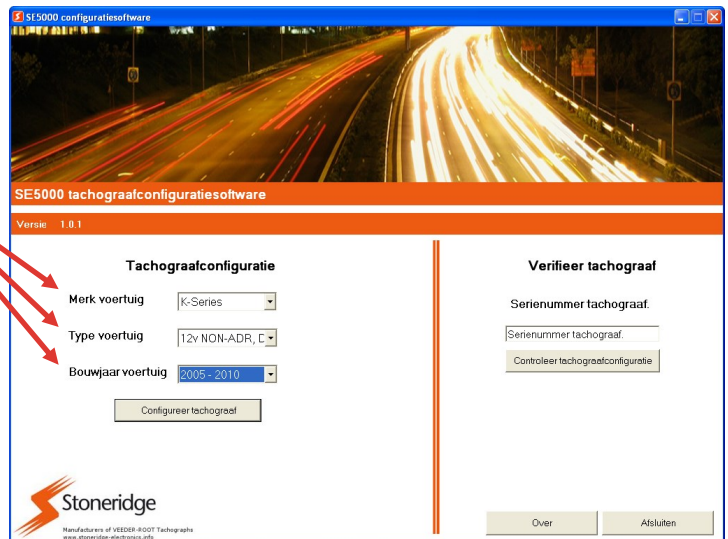 SE5000 configuratiesoftware
SE5000 tachograafconfiguratiesoftware
Versie 1.0.1
Tachograafconfiguratie
Merk voertuig
K-Series
Type voertuig
12v NON-ADR, D
Bouwjaar voertuig
2005 - 2010
Configureer tachograaf
Verifieer tachograaf
Serienummer tachograaf.
Serienummer tachograaf.
Controleer tachograafconfiguratie
Stoneridge
Manufacturers of VEEDER-ROOT Tachographs
www.stoneridge-electronics.info
Over
Afsluiten